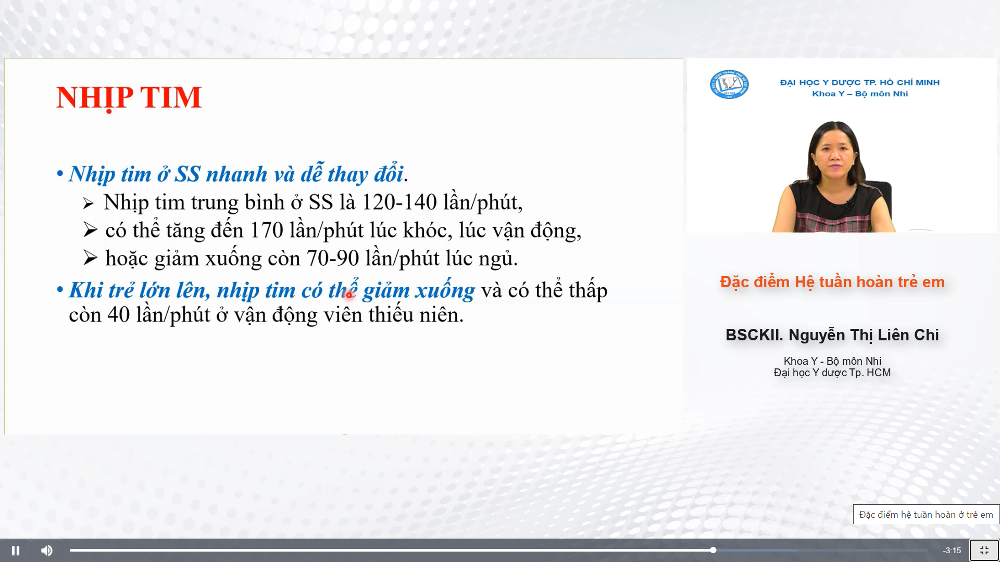 NHỊP TIM
• Nhịp tim ở SS nhanh và dễ thay đổi.
➢ Nhịp tim trung bình ở SS là 120-140 lần/phút,
➢ có thể tăng đến 170 lần/phút lúc khóc, lúc vận động,
➢ hoặc giảm xuống còn 70-90 lần/phút lúc ngủ.
• Khi trẻ lớn lên, nhịp tim có thể giảm xuống và có thể thấp
còn 40 lần/phút ở vận động viên thiếu niên.
ĐẠI HỌC Y DƯỢC TP. HỒ CHÍ MINH
Khoa Y – Bộ môn Nhi
Đặc điểm Hệ tuần hoàn trẻ em
BSCKII. Nguyễn Thị Liên Chi
Khoa Y - Bộ môn Nhi
Đại học Y dược Tp. HCM
Đặc điểm hệ tuần hoàn ở trẻ em
-3:15